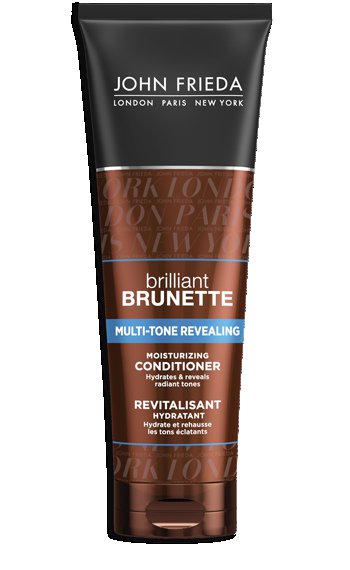 JOHN FRIEDA
LONDON PARIS NEW YORK
brilliant
BRUNETTE
MULTI-TONE REVEALING
MOISTURIZING
CONDITIONER
Hydrates & reveals
radiant tones
REVITALISANT
HYDRATANT
Hydrate et rehausse
les tons éclatants